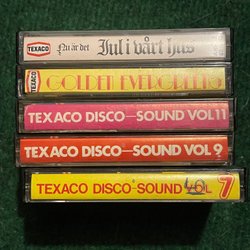 TEXACO Nu är det Jul i vårt hus
TEXACO GOLDEN EVERGREENS
TEXACO DISCO—SOUND VOL 11
TEXACO DISCO—SOUND VOL 9
TEXACO DISCO—SOUND VOL 7